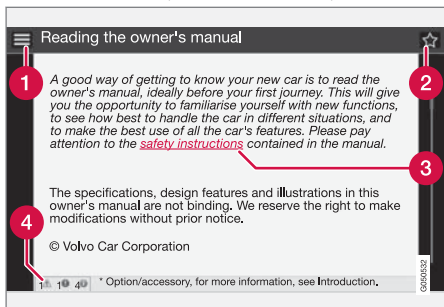 Reading the owner's manual
1
2
A good way of getting to know your new car is to read the
owner's manual, ideally before your first journey. This will give
you the opportunity to familiarise yourself with new functions,
to see how best to handle the car in different situations, and
to make the best use of all the car's features. Please pay
attention to the safety instructions contained in the manual.
3
The specifications, design features and illustrations in this
owner's manual are not binding. We reserve the right to make
modifications without prior notice.
4
© Volvo Car Corporation
1 1 4 * Option/accessory, for more information, see Introduction.
G050532